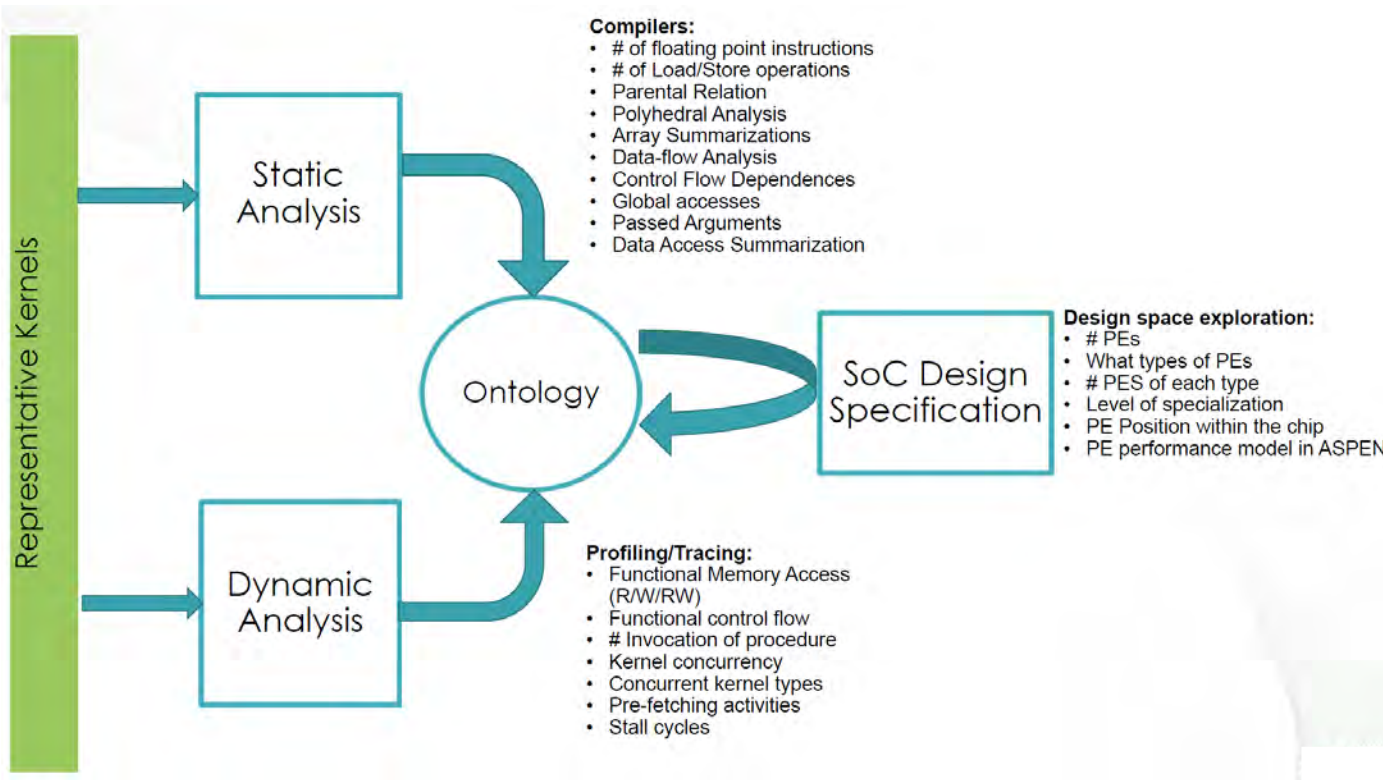 Representative Kernels
Static
Analysis
Compilers:
• # of floating point instructions
• # of Load/Store operations
• Parental Relation
• Polyhedral Analysis
• Array Summarizations
• Data-flow Analysis
• Control Flow Dependences
• Global accesses
• Passed Arguments
• Data Access Summarization
Ontology
SoC Design
Specification
Design space exploration:
• # PEs
• What types of PEs
• # PES of each type
• Level of specialization
• PE Position within the chip
• PE performance model in ASPEN
Dynamic
Analysis
Profiling/Tracing:
• Functional Memory Access
(R/W/RW)
• Functional control flow
• # Invocation of procedure
• Kernel concurrency
• Concurrent kernel types
• Pre-fetching activities
• Stall cycles